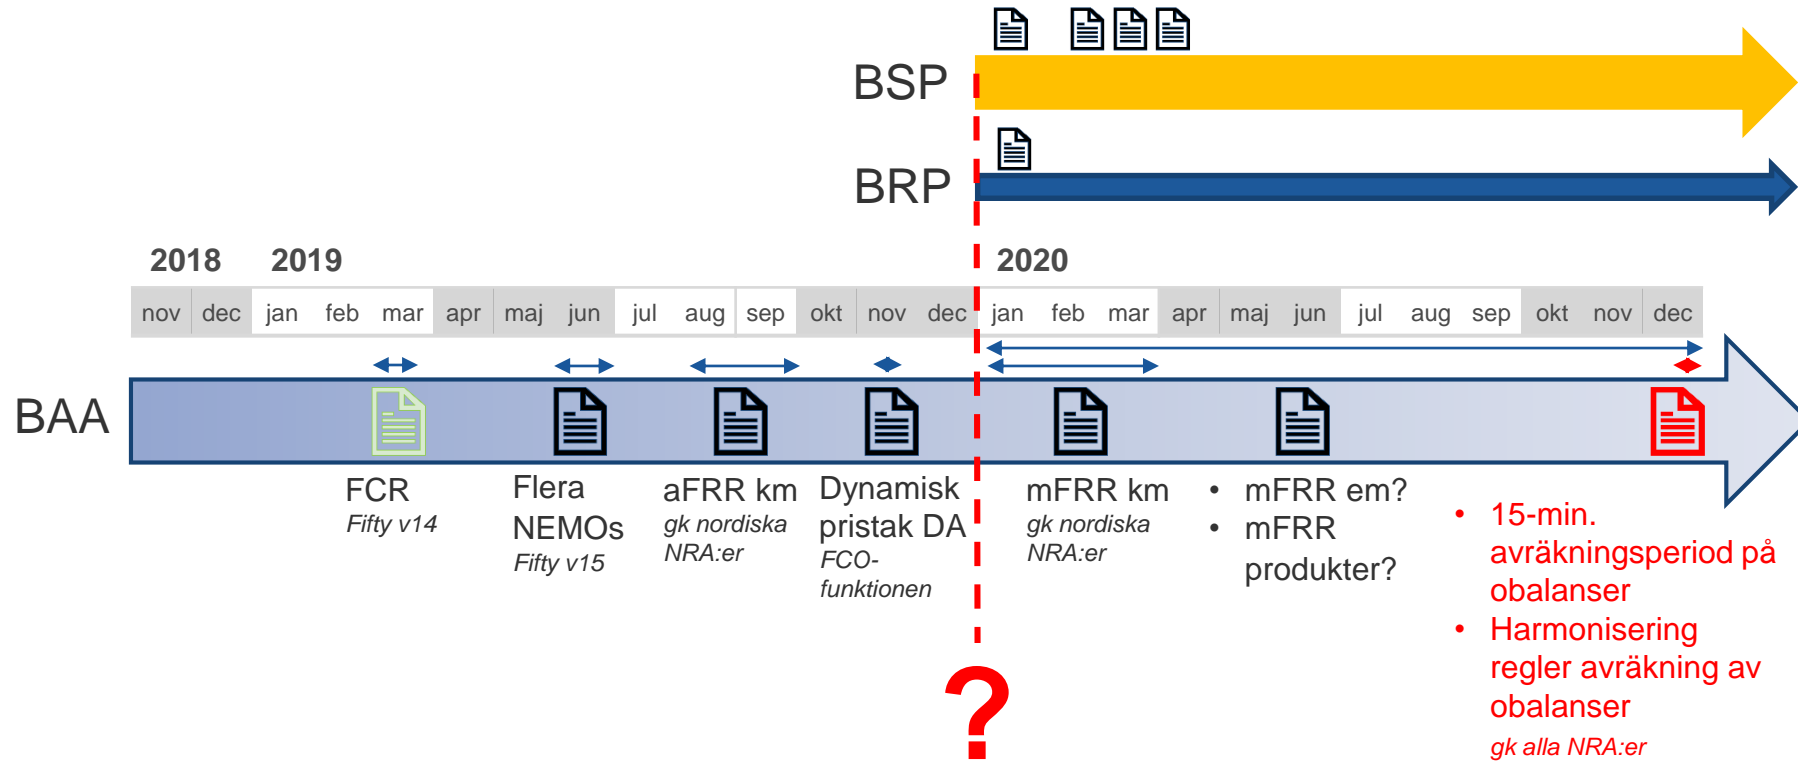 BSP
BRP
2018 2019 2020
nov dec jan feb mar apr maj jun jul aug sep okt nov dec jan feb mar apr maj jun jul aug sep okt nov dec
BAA
FCR
Fifty v14
Flera
NEMOs
Fifty v15
aFRR km
gk nordiska
NRA:er
Dynamisk
pristak DA
FCO-
funktionen
mFRR km
gk nordiska
NRA:er
• mFRR em?
• mFRR
produkter?
• 15-min.
avräkningsperiod på
obalanser
• Harmonisering
regler avräkning av
obalanser
gk alla NRA:er
?